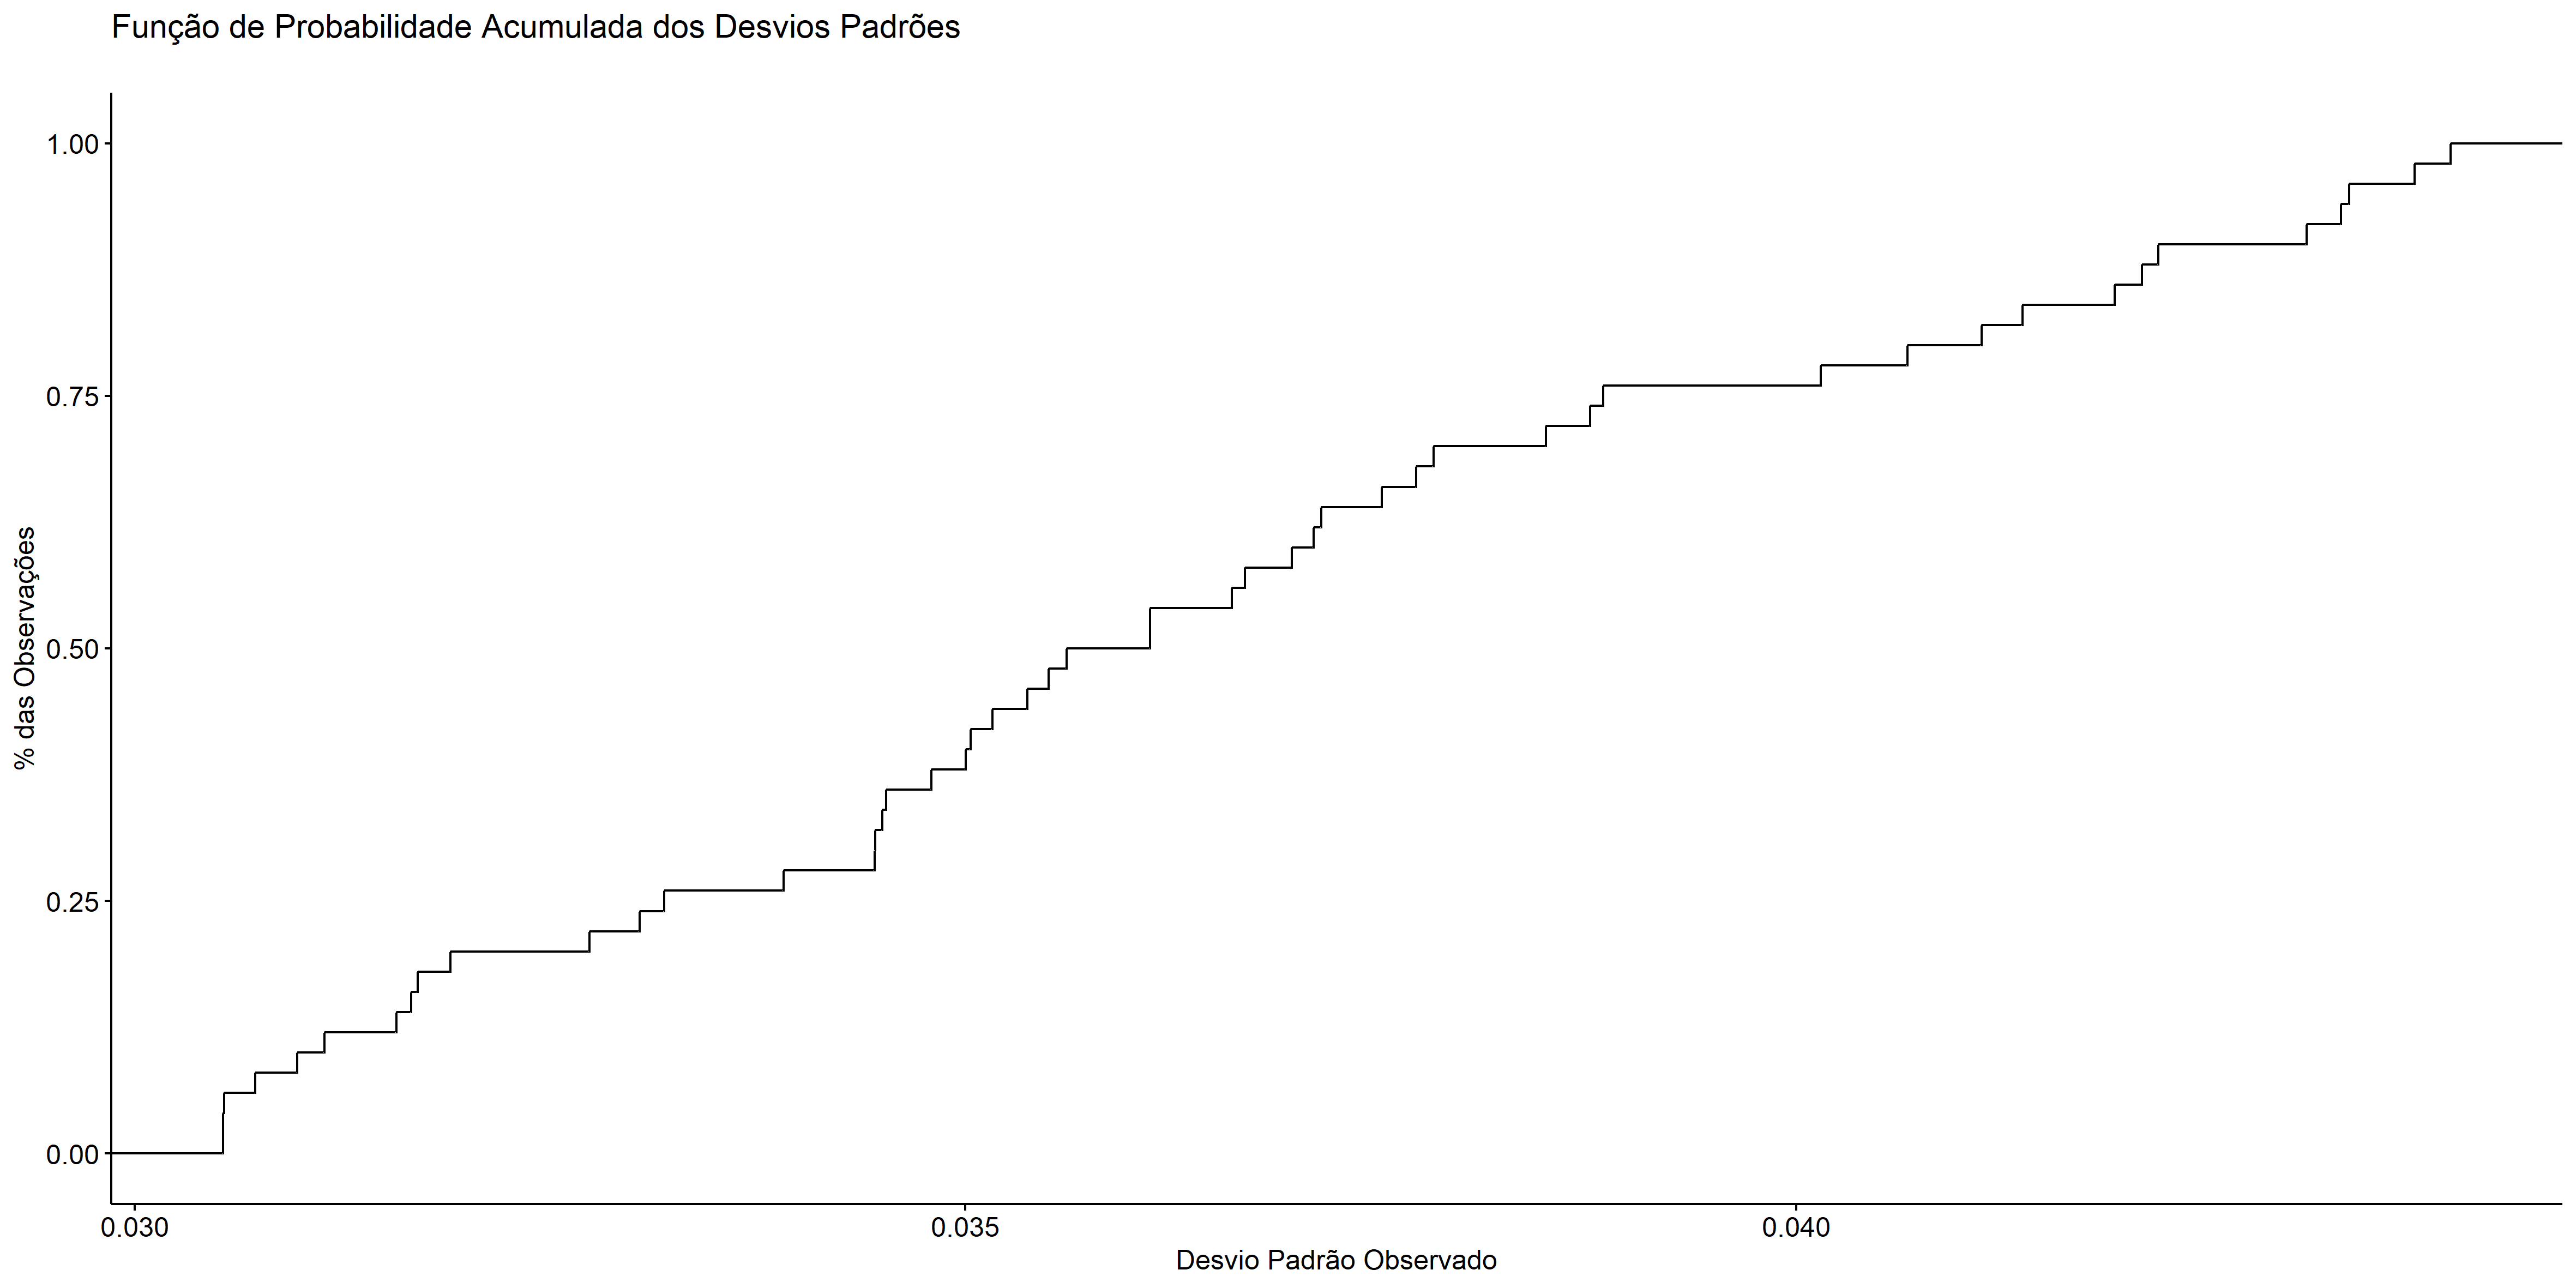 Função de Probabilidade Acumulada dos Desvios Padrões
1.00
0.75
0.50
0.25
0.00
% das Observações
0.030
0.035
0.040
Desvio Padrão Observado